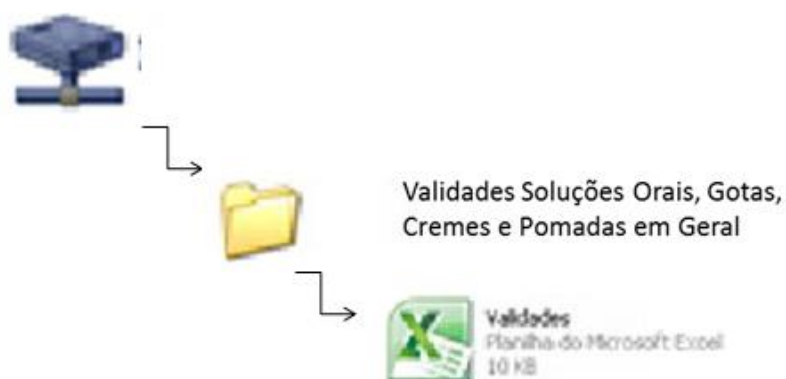 Validades Soluções Orais, Gotas,
Cremes e Pomadas em Geral
Validades
Planilha do Microsoft Excel
10 KB